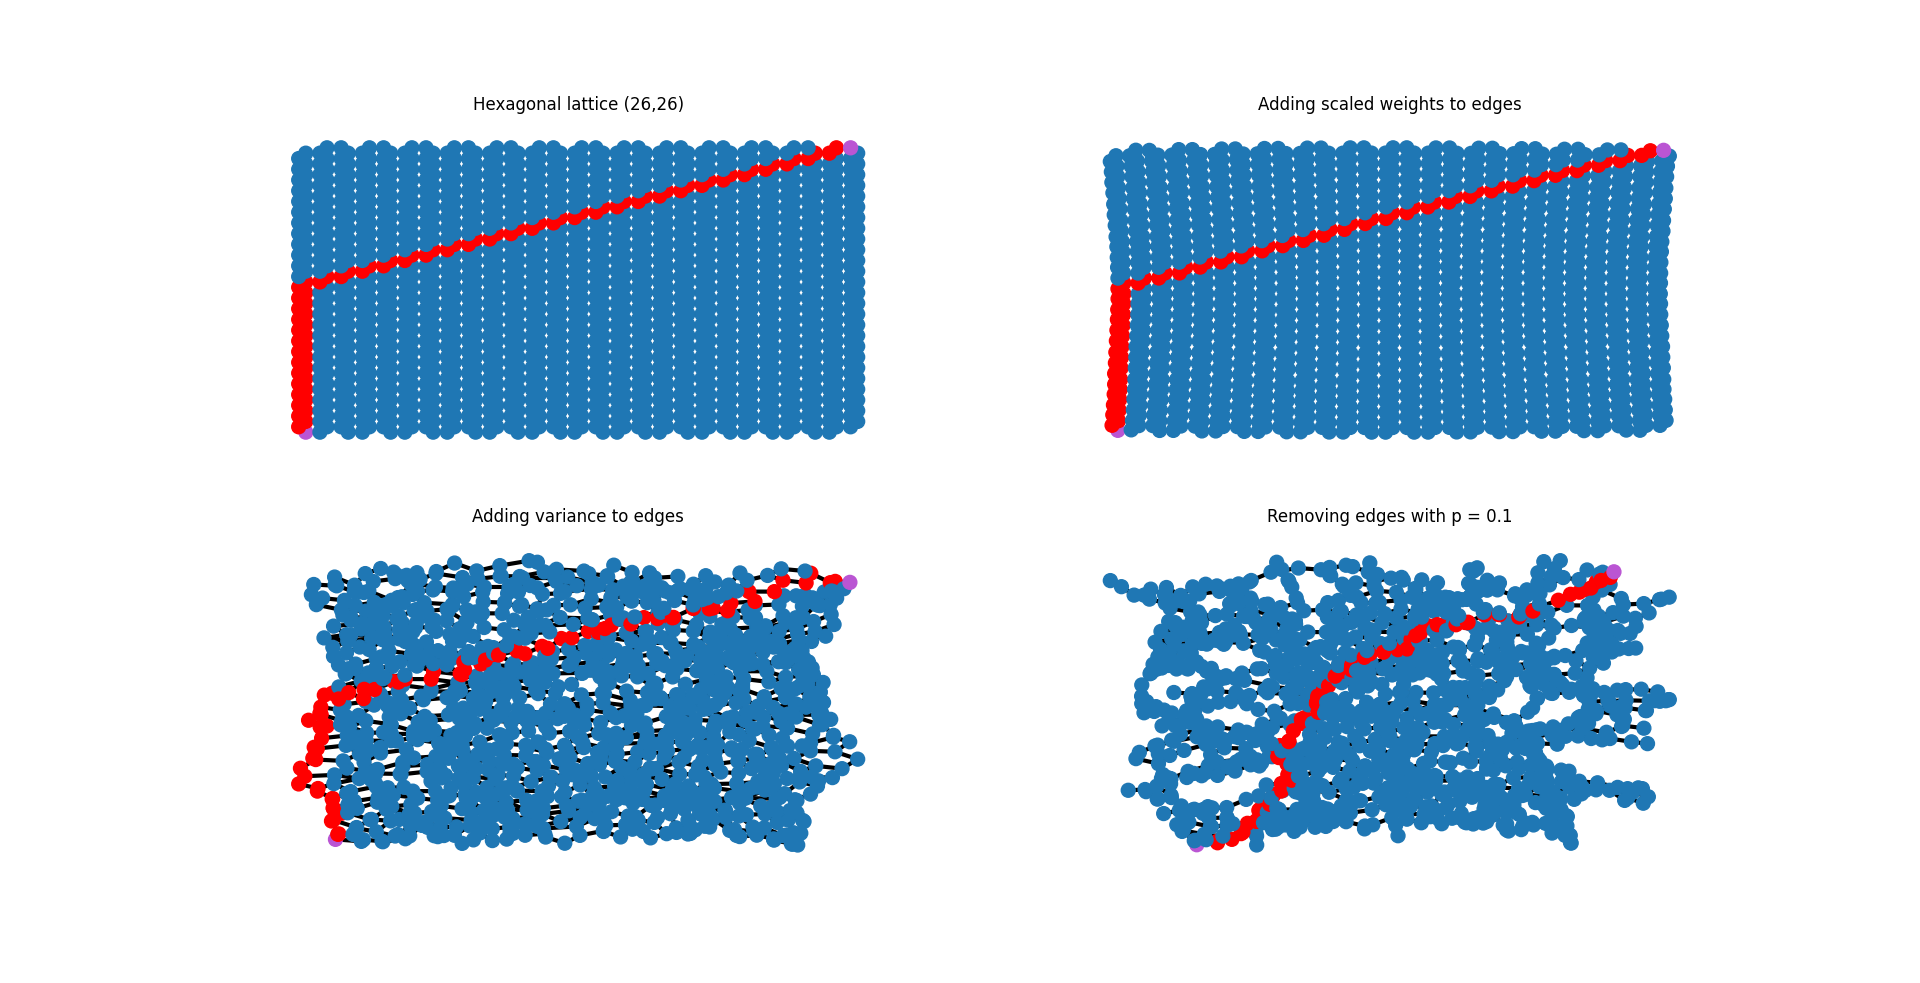 Hexagonal lattice (26,26)
Adding scaled weights to edges
Adding variance to edges
Removing edges with p = 0.1